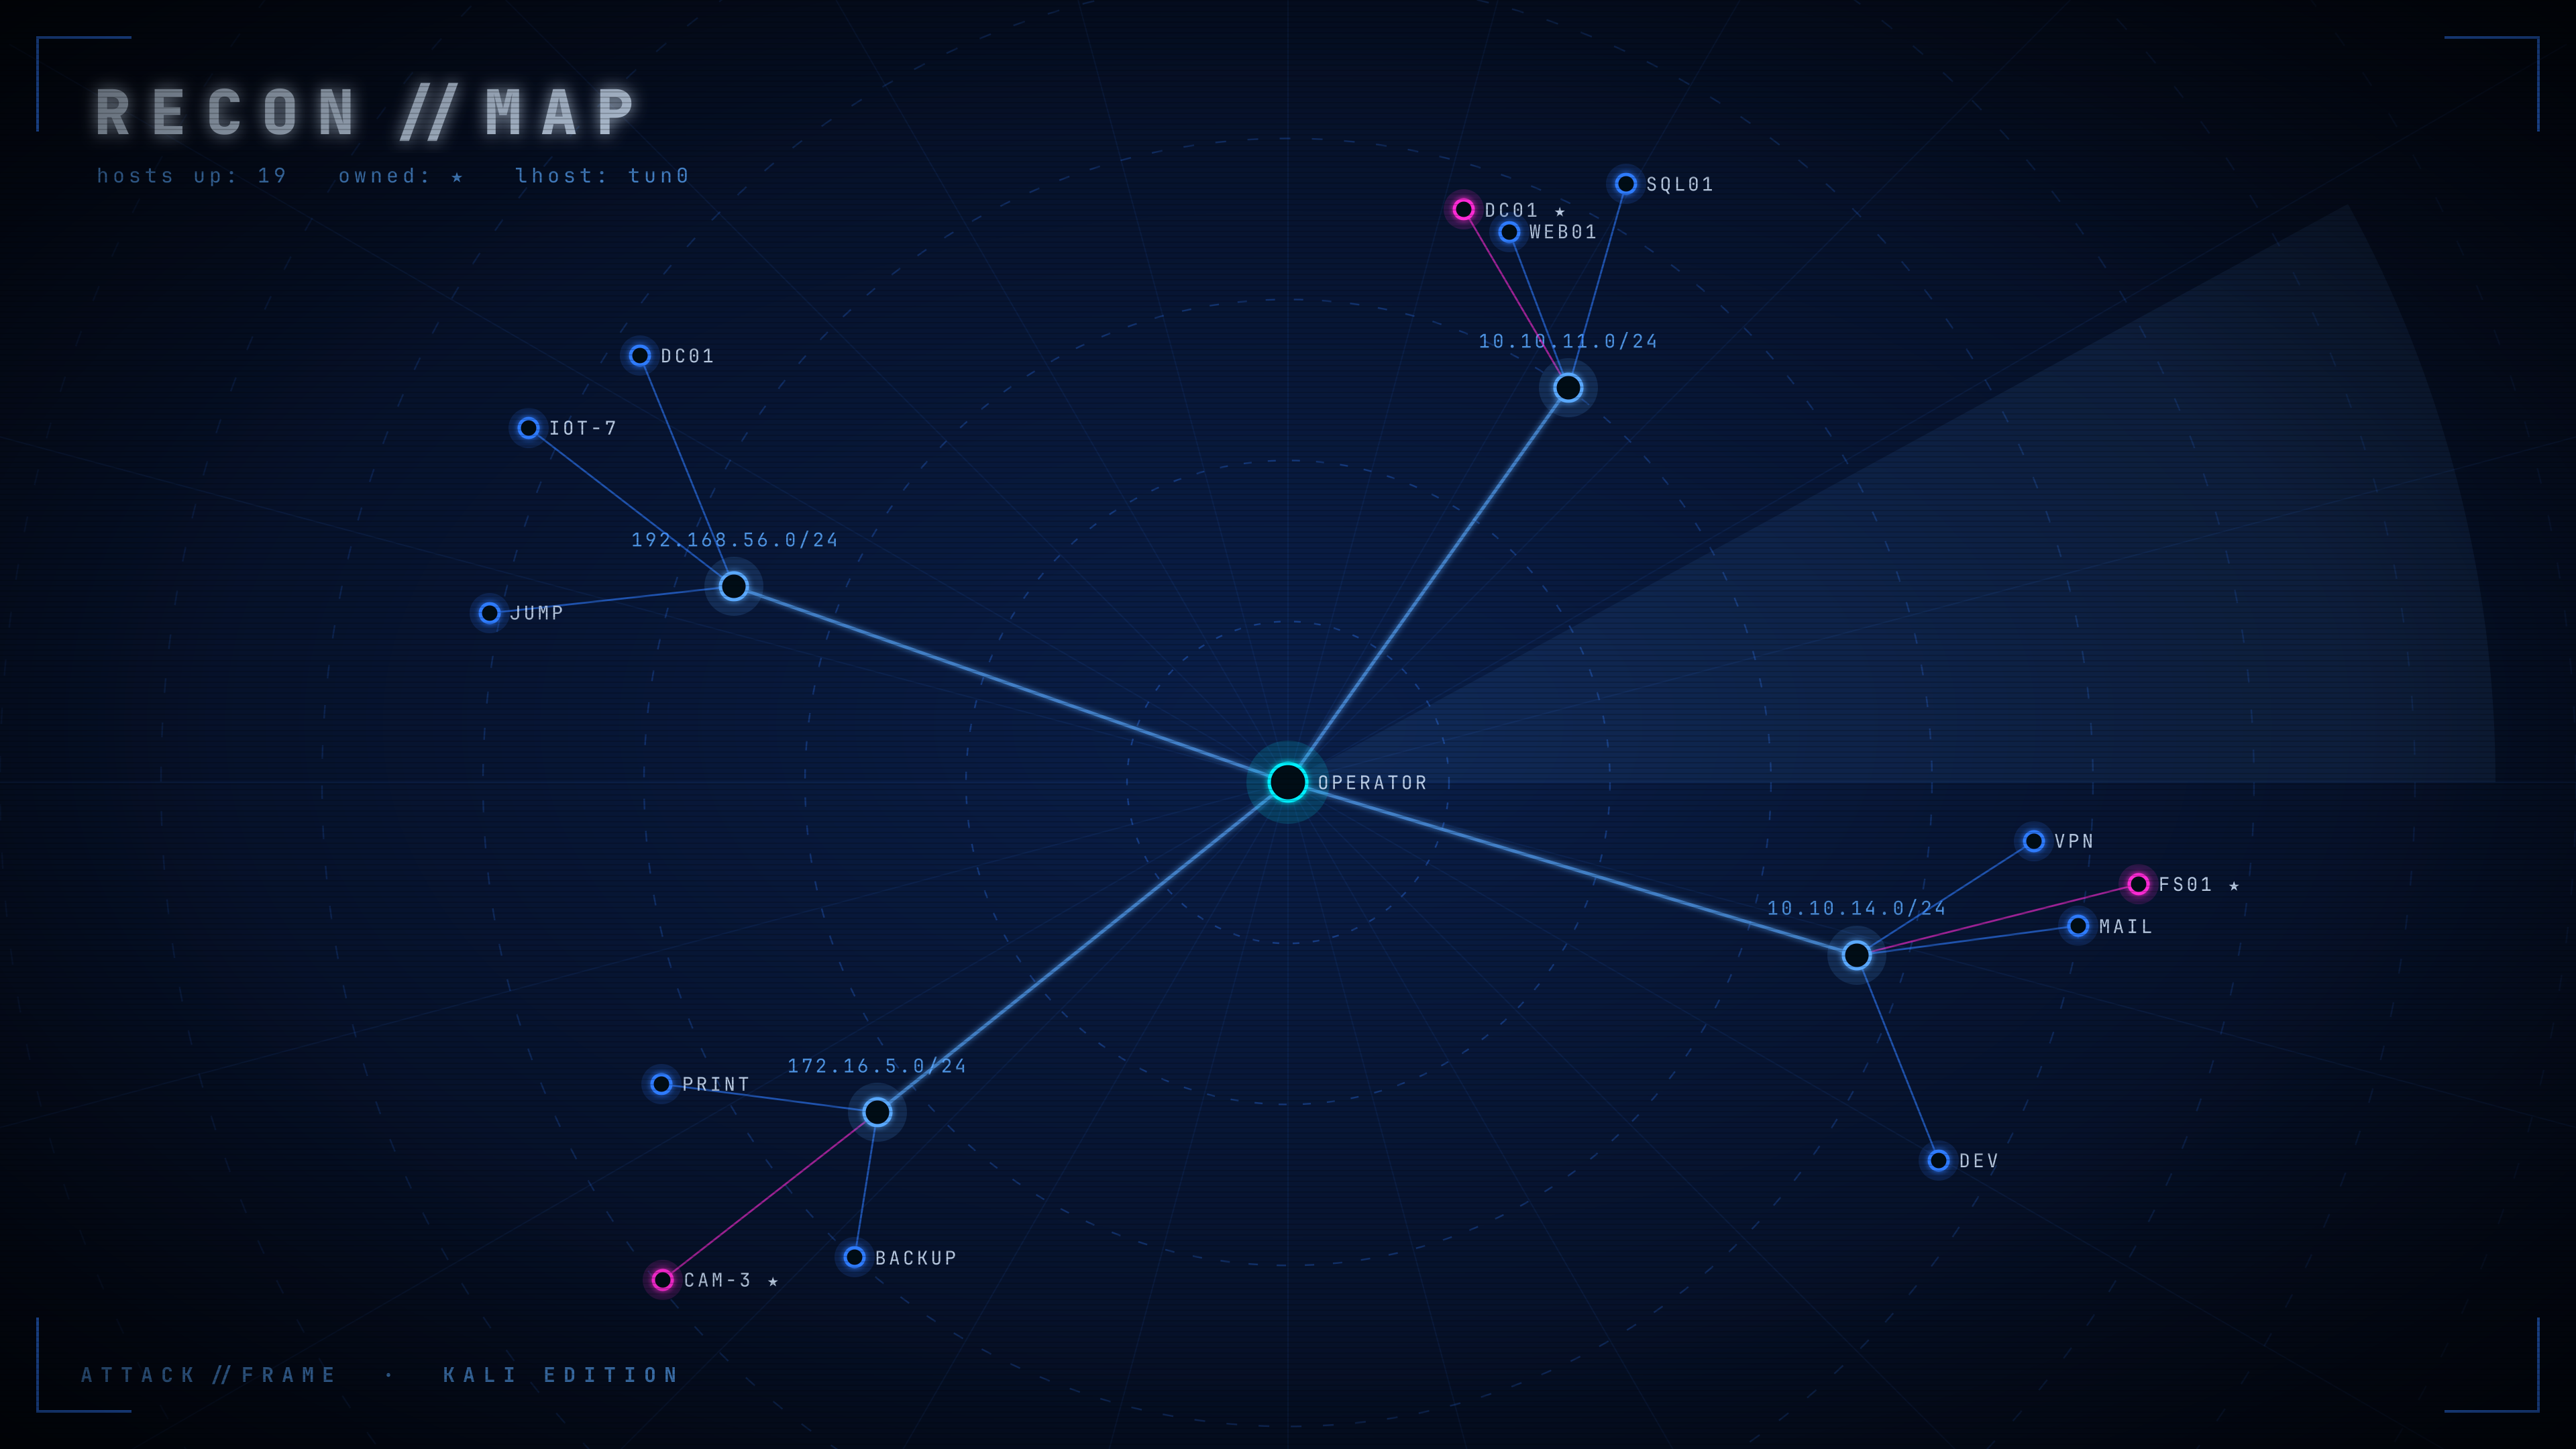 RECON // MAP
hosts up: 19 owned: ★ lhost: tun0
SQL01
DC01 ★
WEB01
10.10.11.0/24
DC01
IOT-7
192.168.56.0/24
JUMP
OPERATOR
VPN
FS01 ★
10.10.14.0/24
MAIL
172.16.5.0/24
PRINT
DEV
BACKUP
CAM-3 ★
ATTACK // FRAME · KALI EDITION